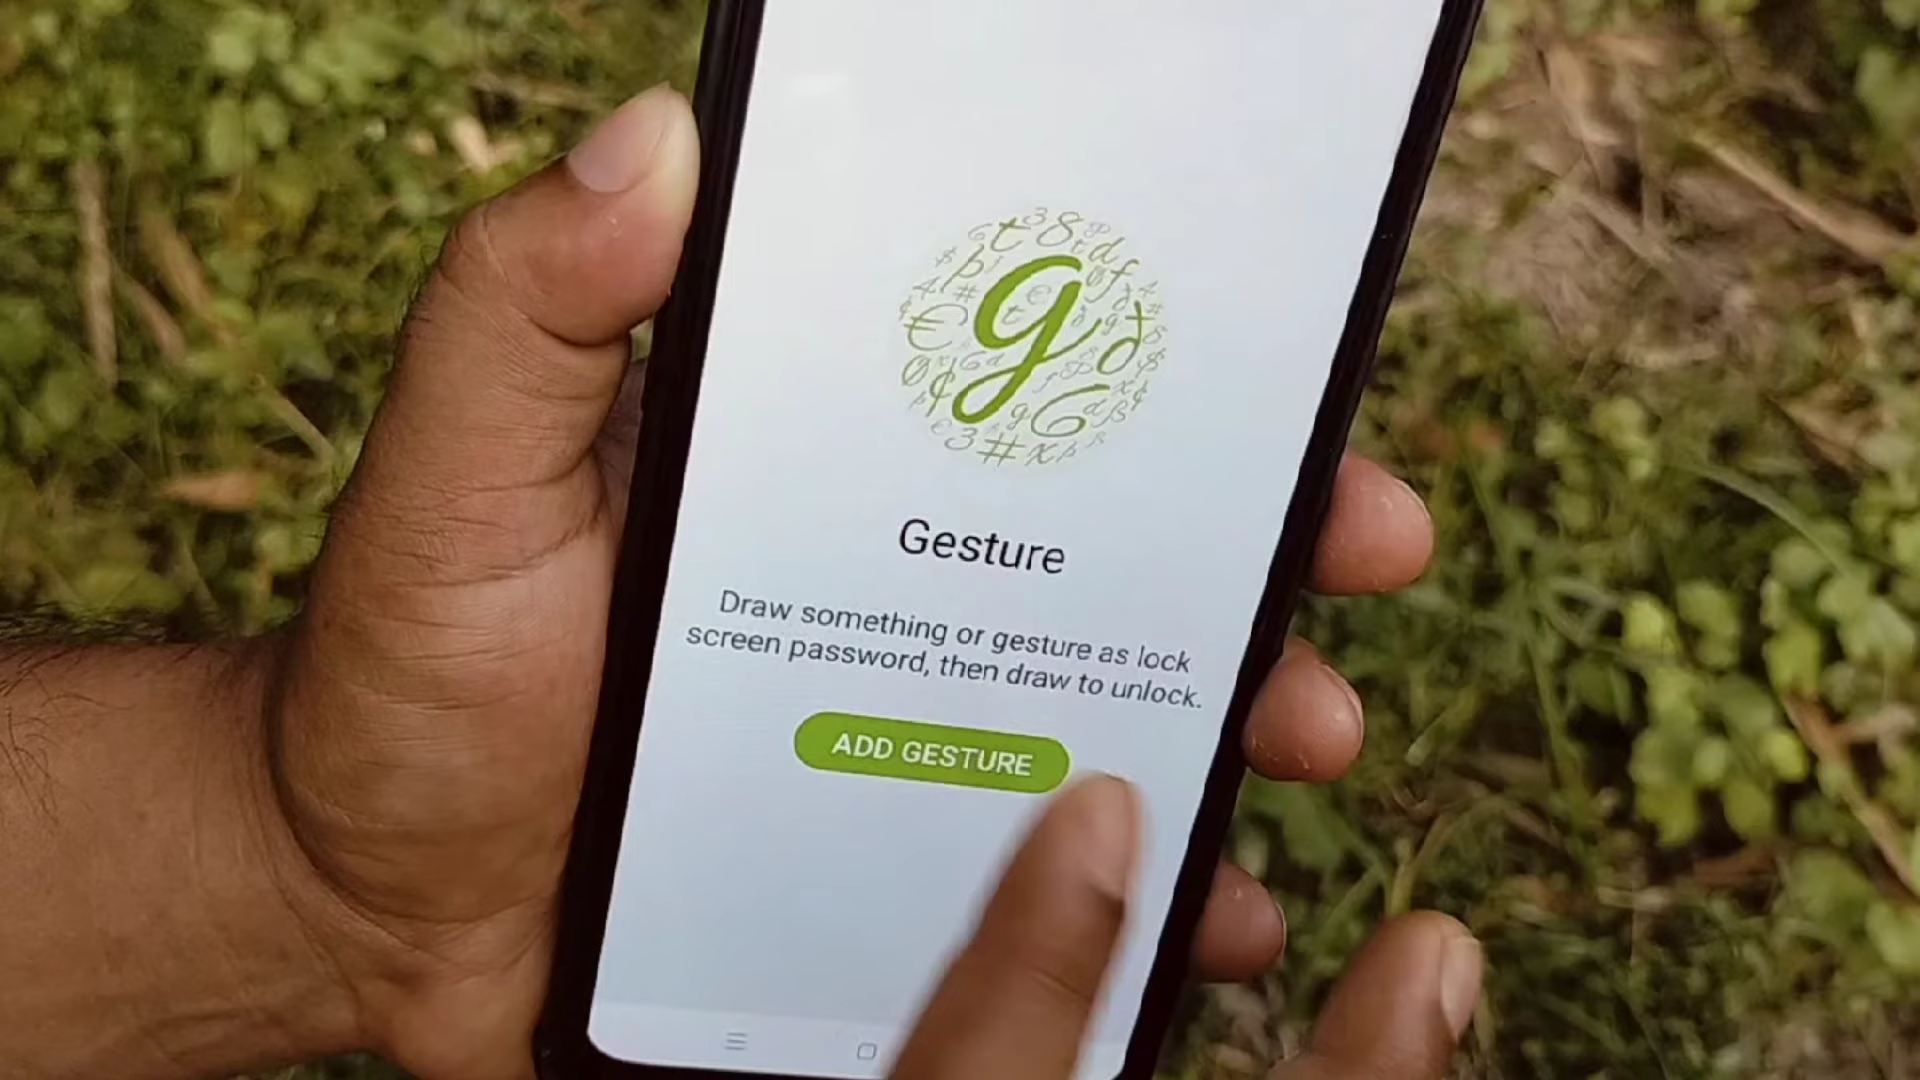 g
Gesture
Draw something or gesture as lock
screen password, then draw to unlock.
ADD GESTURE